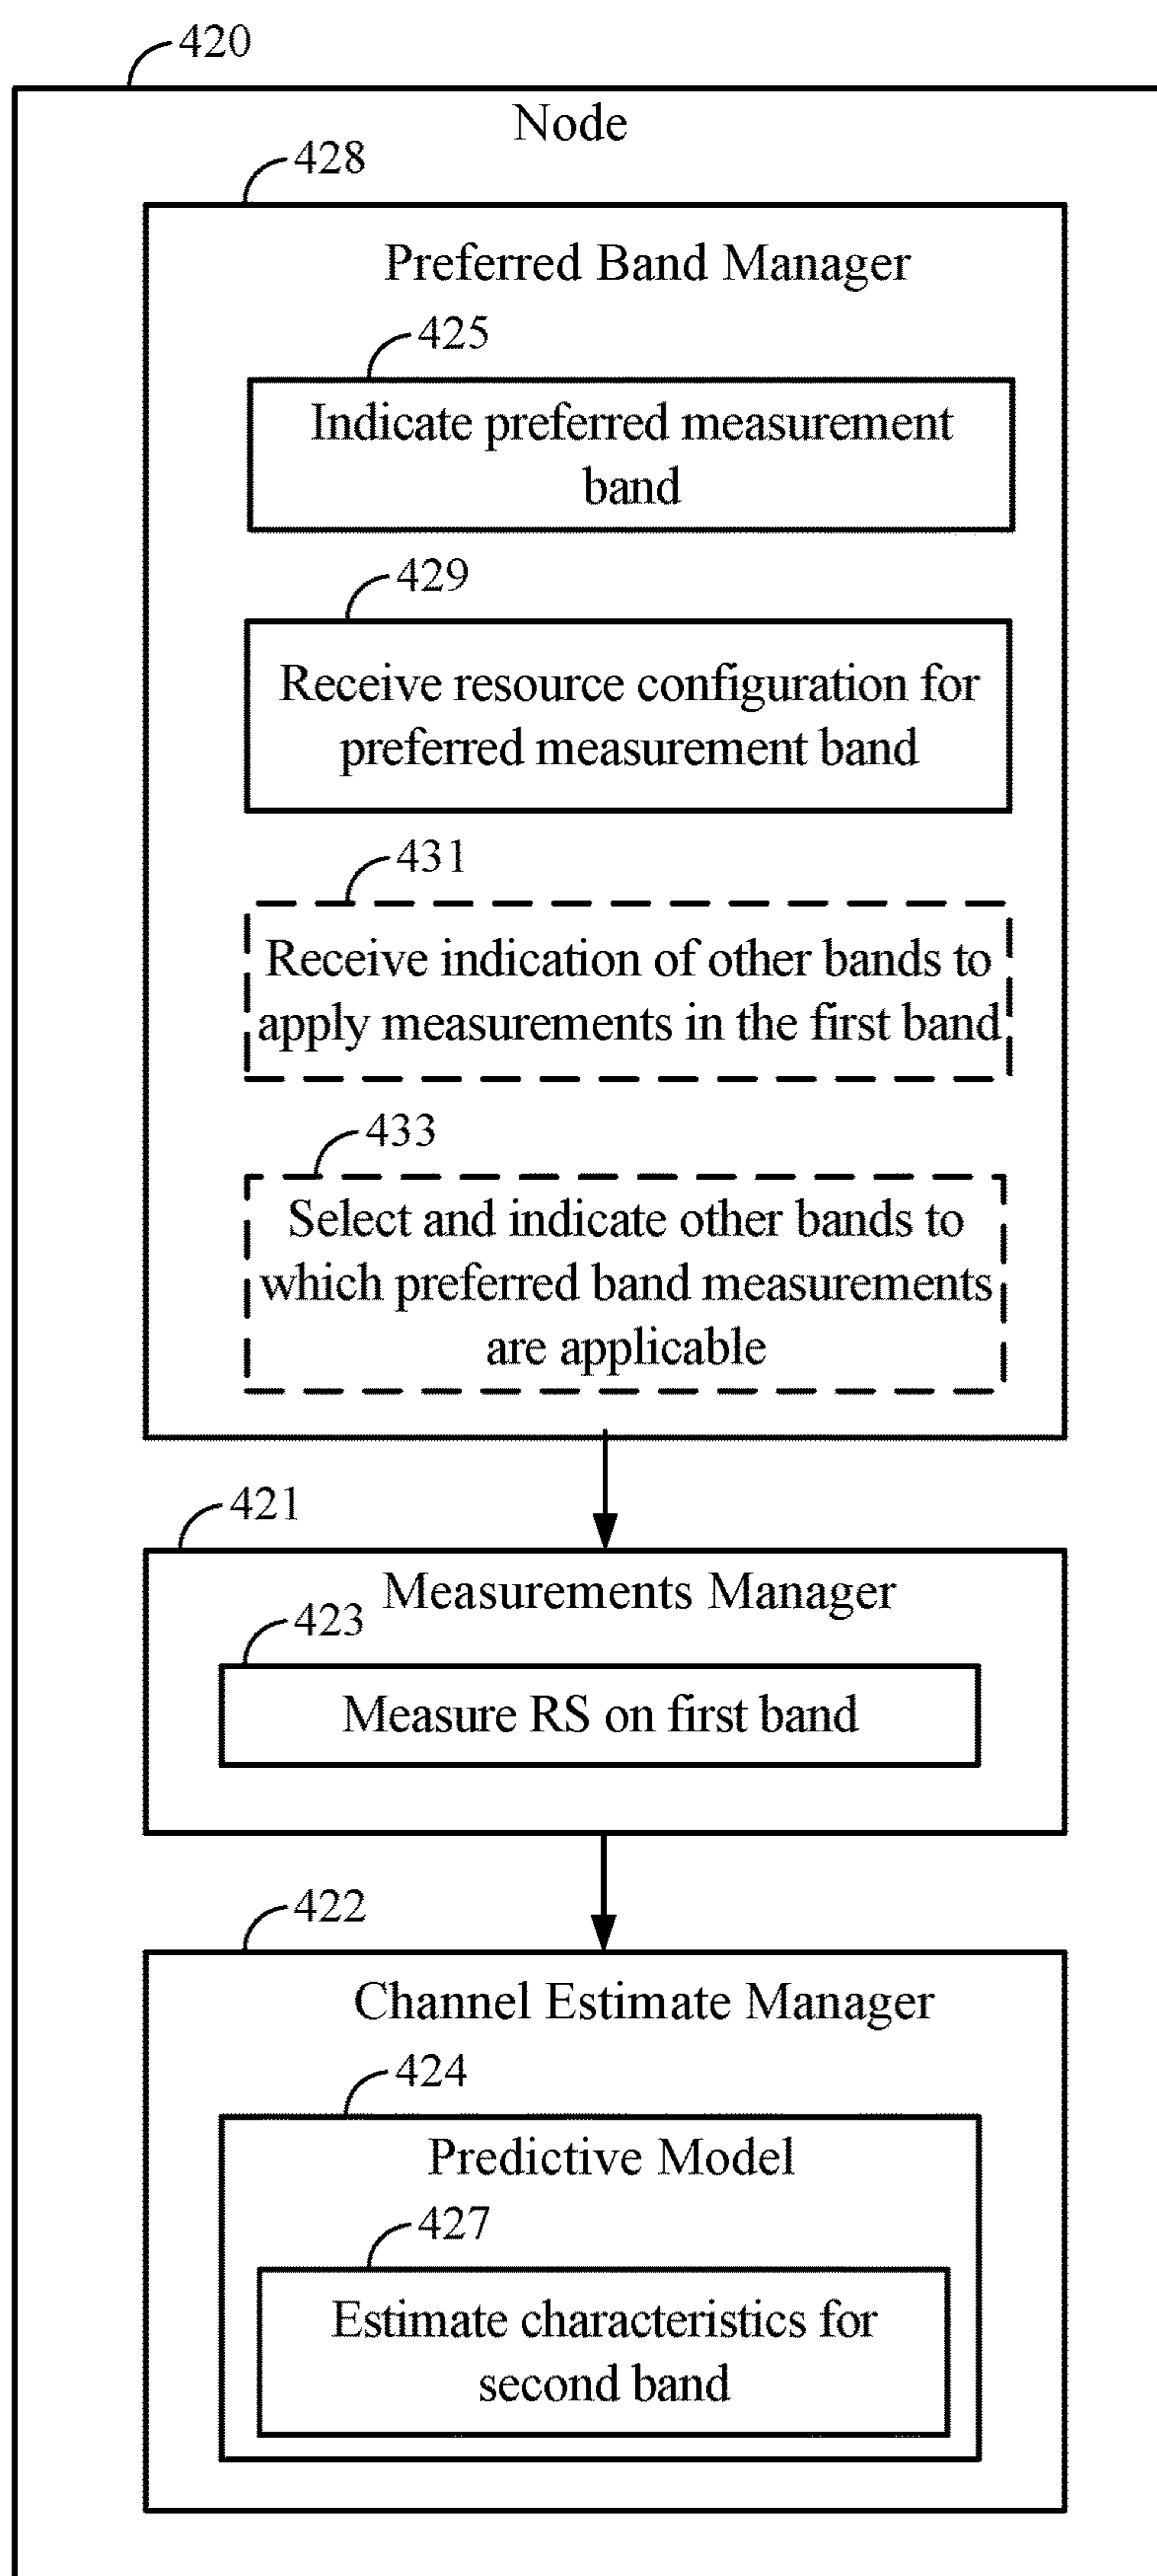 420
Node
428
Preferred Band Manager
425
Indicate preferred measurement
band
429
Receive resource configuration for
preferred measurement band
431
Receive indication of other bands to
apply measurements in the first band
433
Select and indicate other bands to
which preferred band measurements
are applicable
421
Measurements Manager
423
Measure RS on first band
422
Channel Estimate Manager
424
Predictive Model
427
Estimate characteristics for
second band